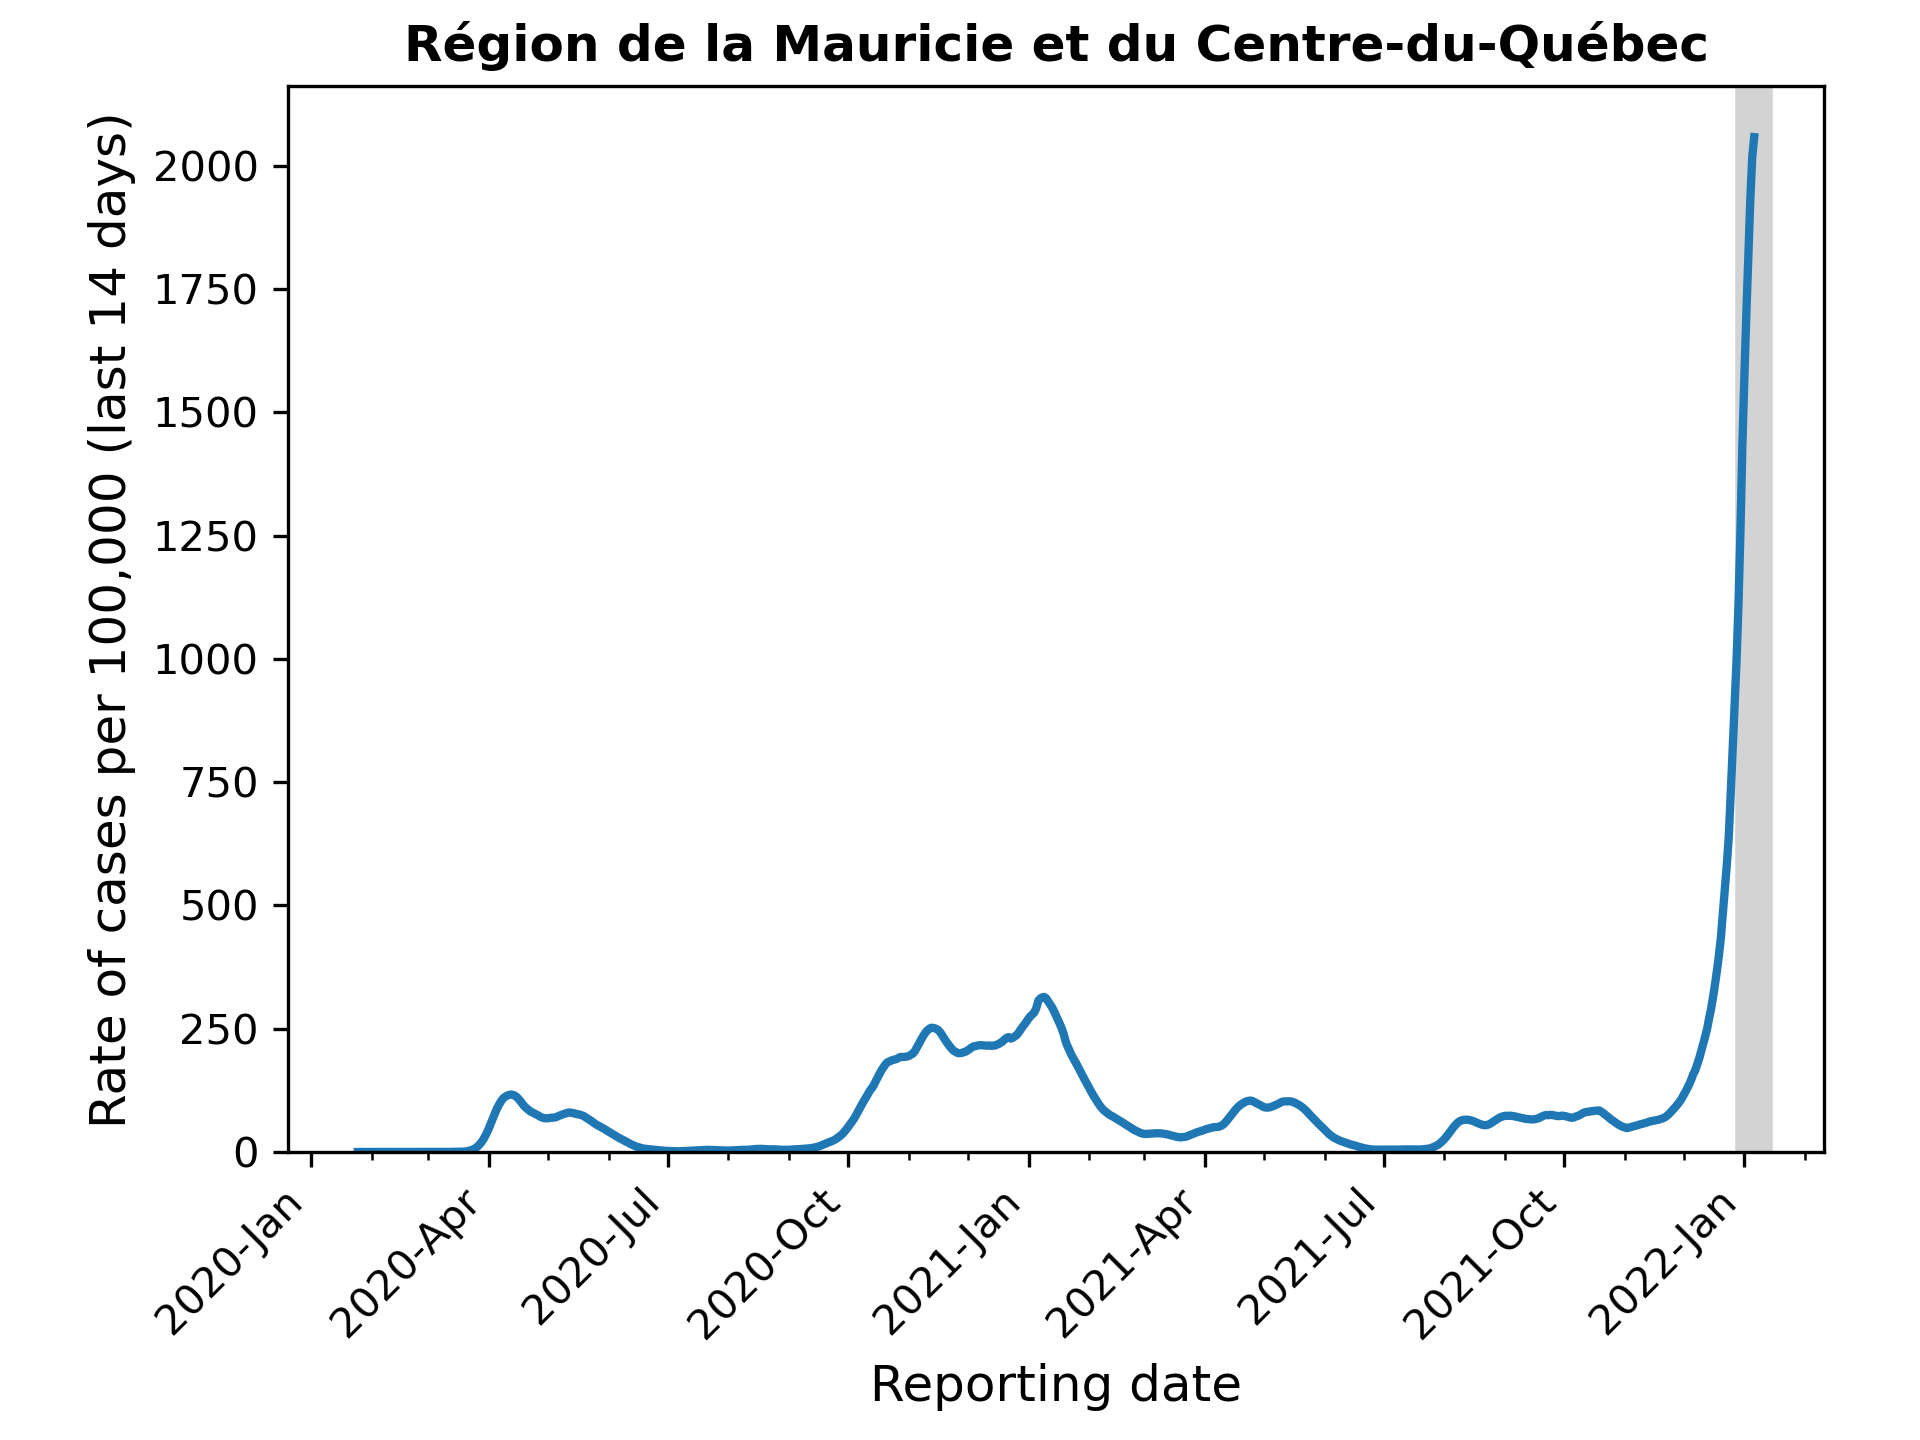 Région de la Mauricie et du Centre-du-Québec
Rate of cases per 100,000 (last 14 days)
2000
1750
1500
1250
1000
750
500
250
0
2020-Jan
2020-Apr
2020-Jul
2020-Oct
2021-Jan
2021-Apr
2021-Jul
2021-Oct
2022-Jan
Reporting date